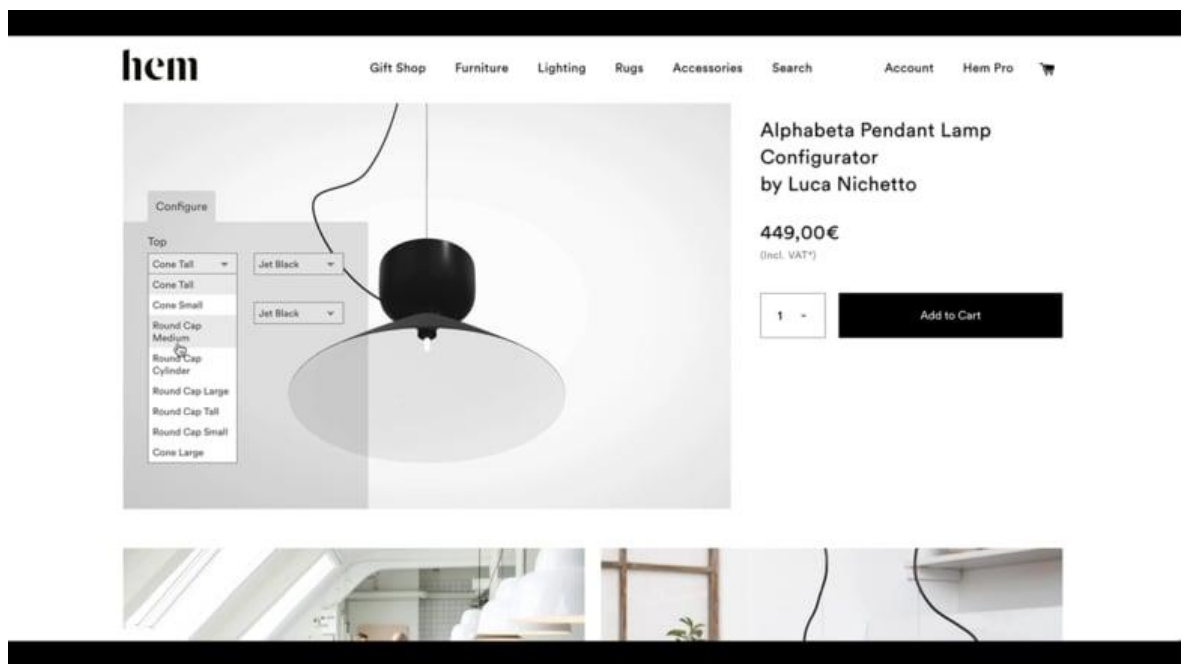 hem
Gift Shop Furniture Lighting Rugs Accessories Search Account Hem Pro
Alphabeta Pendant Lamp
Configurator
by Luca Nichetto
449,00€
(Incl. VAT*)
1
Add to Cart
Configure
Top
Cone Tall Jet Black
Cone Tall
Cone Small
Jet Black
Round Cap
Medium
Round Cap
Cylinder
Round Cap Large
Round Cap Tall
Round Cap Small
Cone Large